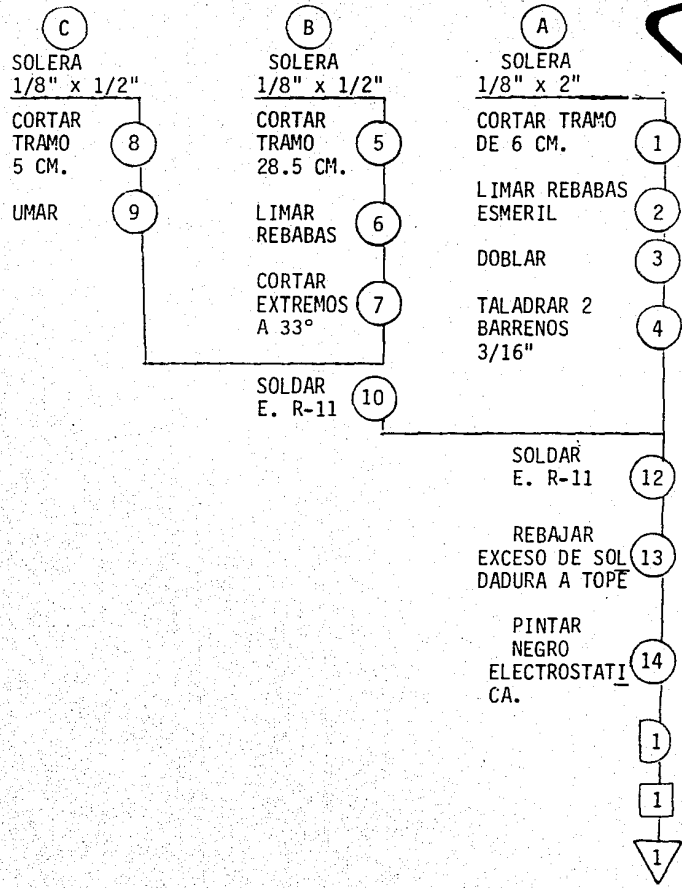 C
SOLERA
1/8" x 1/2"
CORTAR
TRAMO
5 CM.
8
UMAR
9
B
SOLERA
1/8" x 1/2"
CORTAR
TRAMO
28.5 CM.
5
LIMAR
REBABAS
6
CORTAR
EXTREMOS
A 33°
7
SOLDAR
E. R-11
10
A
SOLERA
1/8" x 2"
CORTAR TRAMO
DE 6 CM.
1
LIMAR REBABAS
ESMERIL
2
DOBLAR
3
TALADRAR 2
BARRENOS
3/16"
4
SOLDAR
E. R-11
12
REBAJAR
EXCESO DE SOL
DADURA A TOPE
13
PINTAR
NEGRO
ELECTROSTATI
CA.
14
1
1
1